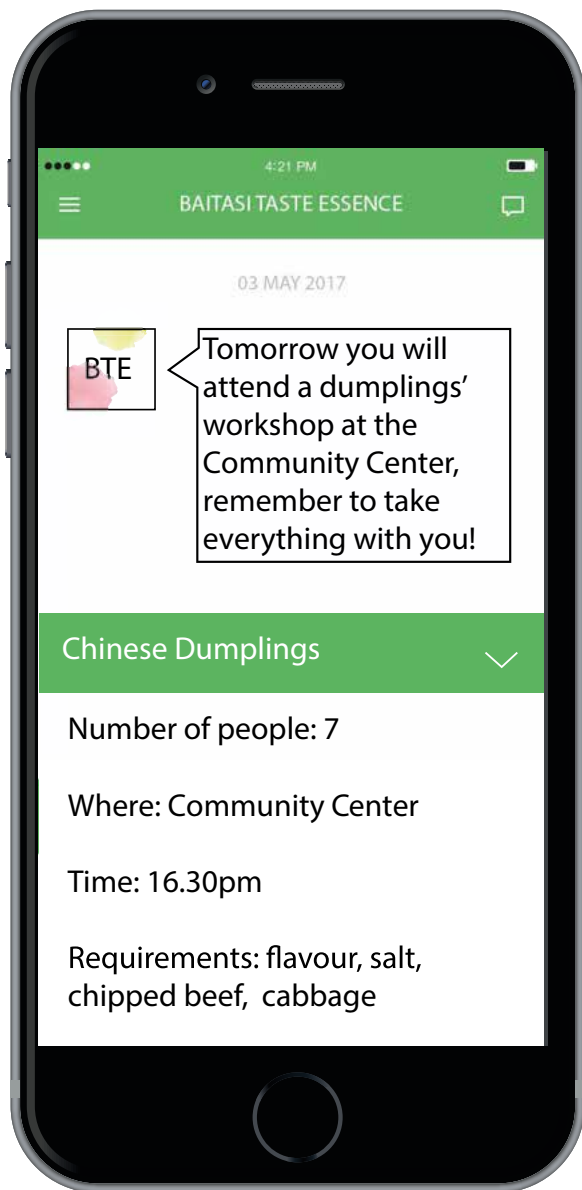 4:21 PM
BAITASI TASTE ESSENCE
03 MAY 2017
BTE
Tomorrow you will
attend a dumplings’
workshop at the
Community Center,
remember to take
everything with you!
Chinese Dumplings
Number of people: 7
Where: Community Center
Time: 16.30pm
Requirements: flavour, salt,
chipped beef, cabbage